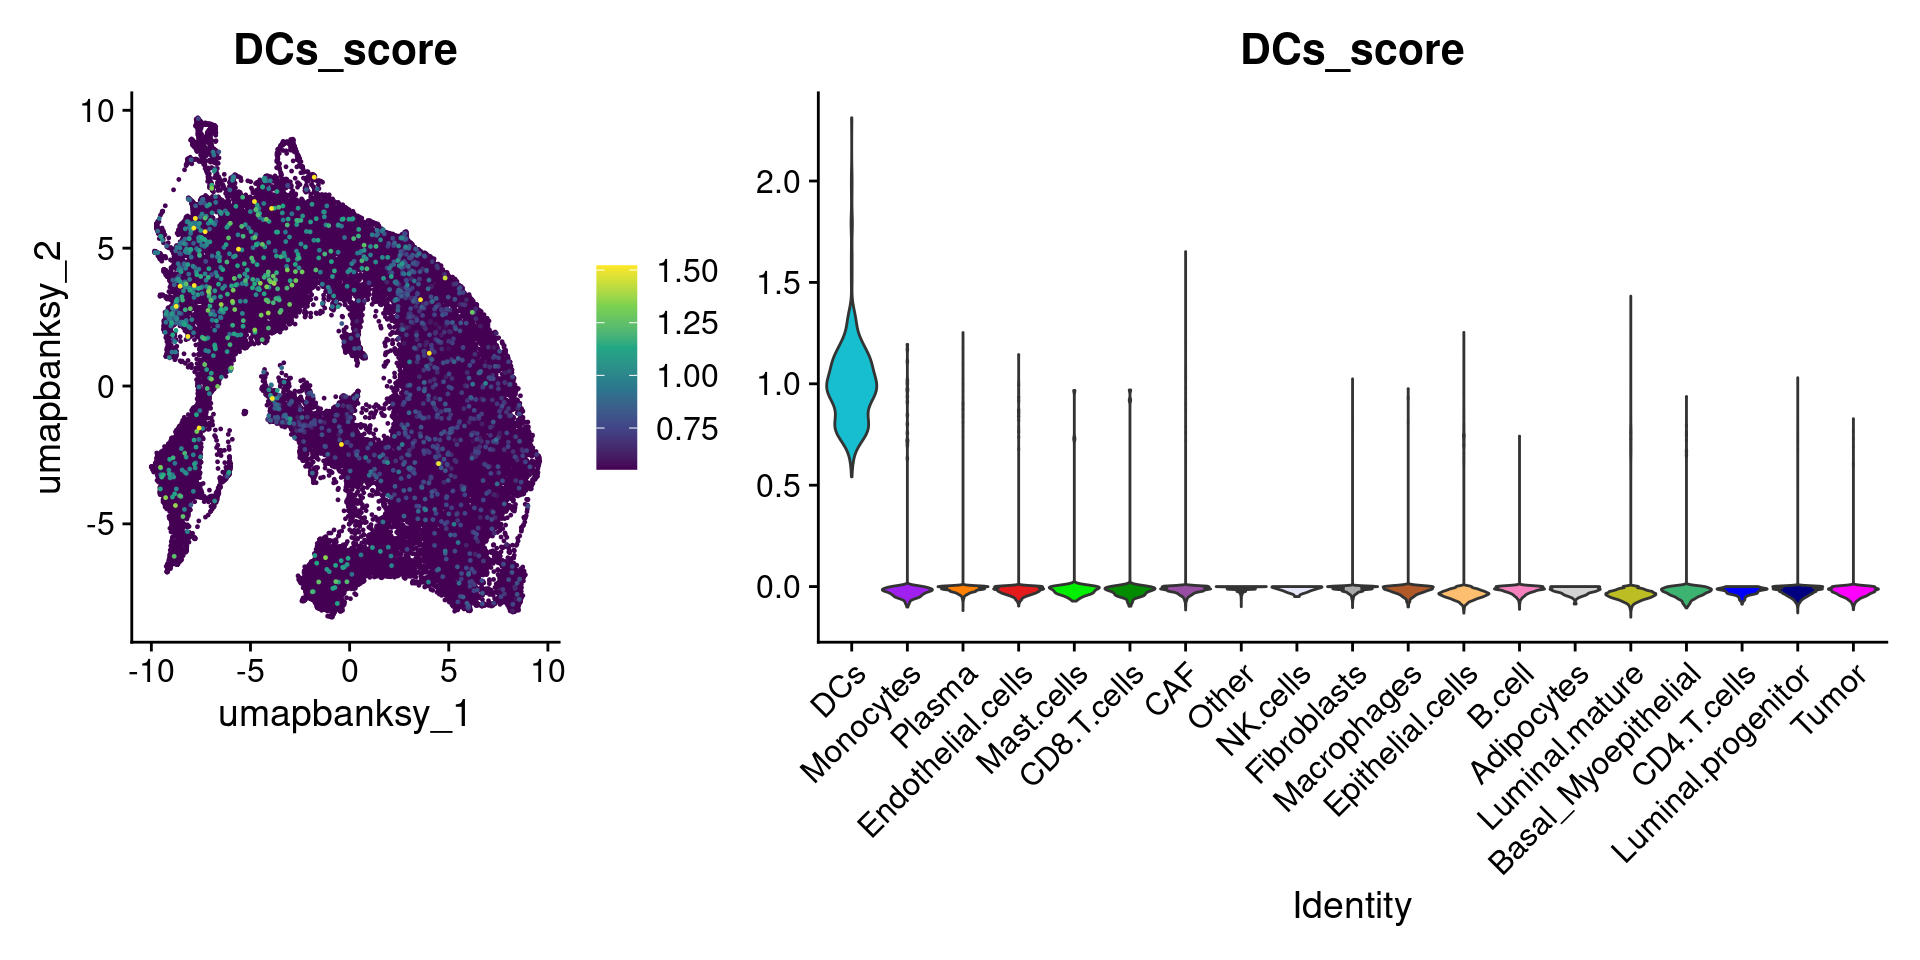 DCs_score
10
5
0
-5
-10
-5
0
5
10
umapbanksy_1
umapbanksy_2
1.50
1.25
1.00
0.75
DCs_score
2.0
1.5
1.0
0.5
0.0
DCs
Monocytes
Plasma
Endothelial.cells
Mast.cells
CD8.T.cells
CAF
Other
NK.cells
Fibroblasts
Macrophages
Epithelial.cells
B.cell
Adipocytes
Luminal.mature
Basal_Myoepithelial
CD4.T.cells
Luminal.progenitor
Tumor
Identity